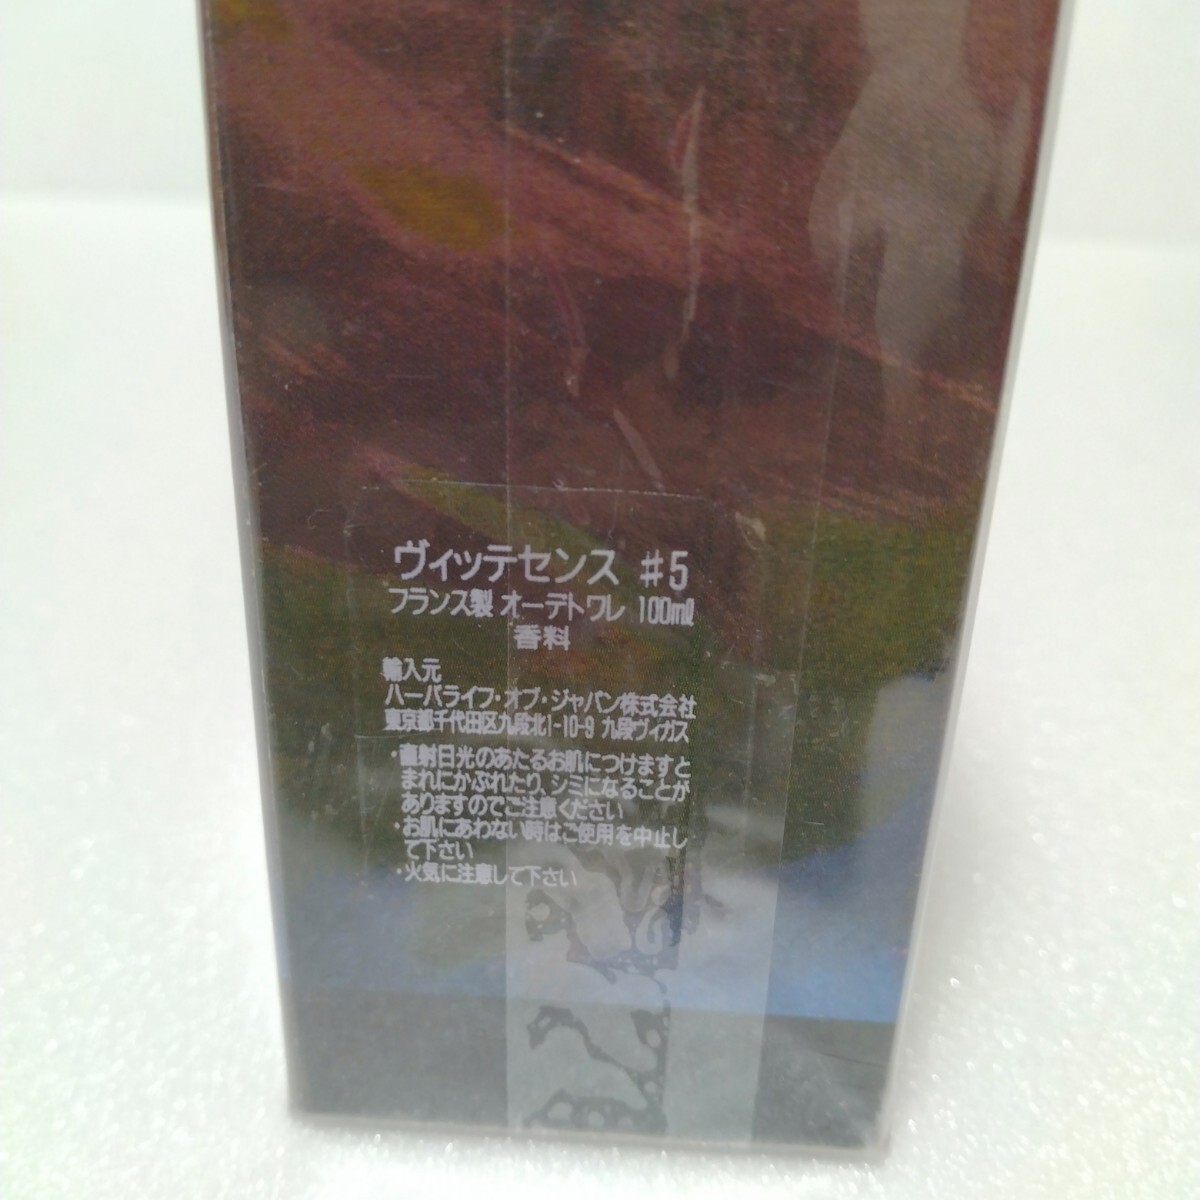 ヴィッテセンス #5
フランス製 オーデトワレ 100ml
香料
輸入元
ハーバライフ・オブ・ジャパン株式会社
東京都千代田区九段北1-10-9 九段ヴィガス
・直射日光のあたるお肌につけますと
まれにかぶれたり、シミになることが
ありますのでご注意ください
・お肌にあわない時はご使用を中止し
て下さい
・火気に注意して下さい